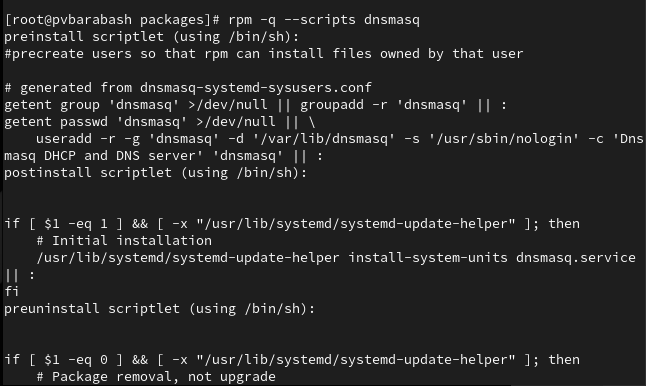 [root@pvbarabash packages]# rpm -q --scripts dnsmasq
preinstall scriptlet (using /bin/sh):
#precreate users so that rpm can install files owned by that user

# generated from dnsmasq-systemd-sysusers.conf
getent group 'dnsmasq' >/dev/null || groupadd -r 'dnsmasq' || :
getent passwd 'dnsmasq' >/dev/null || \
    useradd -r -g 'dnsmasq' -d '/var/lib/dnsmasq' -s '/usr/sbin/nologin' -c 'Dns
masq DHCP and DNS server' 'dnsmasq' || :
postinstall scriptlet (using /bin/sh):


if [ $1 -eq 1 ] && [ -x "/usr/lib/systemd/systemd-update-helper" ]; then
    # Initial installation
    /usr/lib/systemd/systemd-update-helper install-system-units dnsmasq.service
|| :
fi
preuninstall scriptlet (using /bin/sh):


if [ $1 -eq 0 ] && [ -x "/usr/lib/systemd/systemd-update-helper" ]; then
    # Package removal, not upgrade